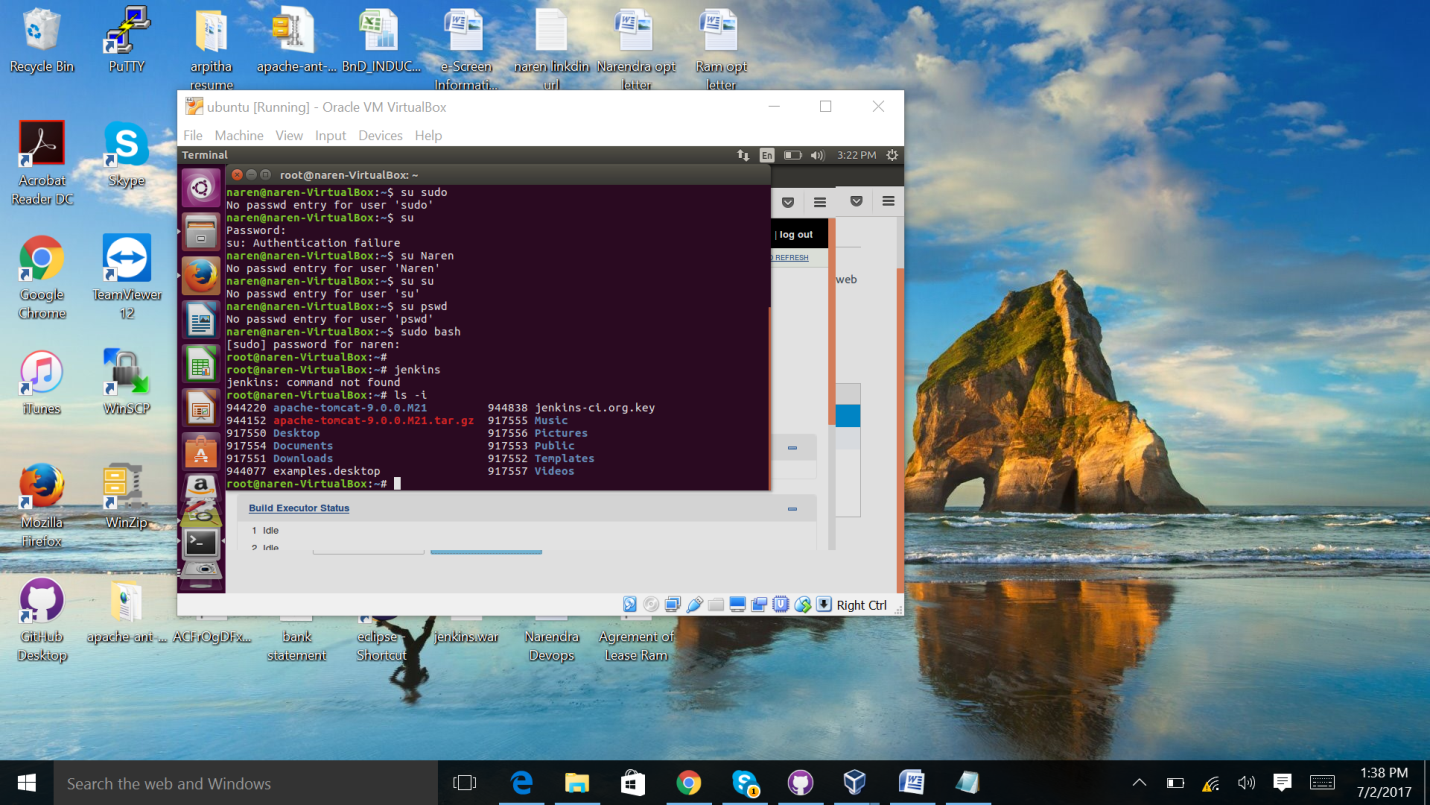 Recycle Bin
PuTTY
arpitha
resume
apache-ant-...
BnD_INDUC...
e-Screen
Informati...
naren linkdin
url
Narendra opt
letter
Ram opt
letter
Acrobat
Reader DC
Skype
Google
Chrome
TeamViewer
12
iTunes
WinSCP
Mozilla
Firefox
WinZip
GitHub
Desktop
apache-ant-...
ACFrOgDFx...
bank
statement
eclipse -
Shortcut
jenkins.war
Narendra
Devops
Agrement of
Lease Ram
ubuntu [Running] - Oracle VM VirtualBox
File Machine View Input Devices Help
Terminal
En
3:22 PM
root@naren-VirtualBox: ~
naren@naren-VirtualBox:~$ su sudo
No passwd entry for user 'sudo'
naren@naren-VirtualBox:~$ su
Password:
su: Authentication failure
naren@naren-VirtualBox:~$ su Naren
No passwd entry for user 'Naren'
naren@naren-VirtualBox:~$ su su
No passwd entry for user 'su'
naren@naren-VirtualBox:~$ su pswd
No passwd entry for user 'pswd'
naren@naren-VirtualBox:~$ sudo bash
[sudo] password for naren:
root@naren-VirtualBox:~#
root@naren-VirtualBox:~# jenkins
jenkins: command not found
root@naren-VirtualBox:~# ls -i
944220 apache-tomcat-9.0.0.M21 944838 jenkins-ci.org.key
944152 apache-tomcat-9.0.0.M21.tar.gz 917555 Music
917550 Desktop 917556 Pictures
917554 Documents 917553 Public
917551 Downloads 917552 Templates
944077 examples.desktop 917557 Videos
root@naren-VirtualBox:~#
| log out
REFRESH
web
Build Executor Status
1 Idle
2 Idle
Right Ctrl
Search the web and Windows
1
1:38 PM
7/2/2017